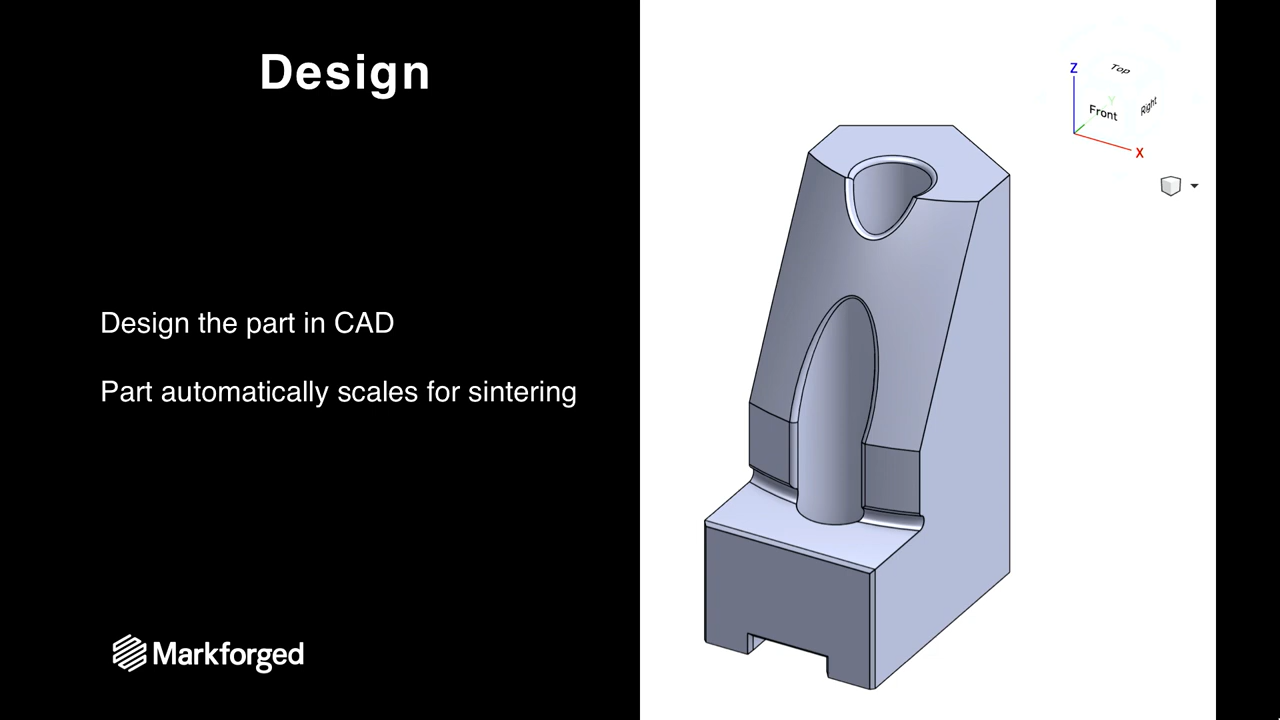 Design
Design the part in CAD
Part automatically scales for sintering
Markforged
Z
Top
Y
Front
Right
X